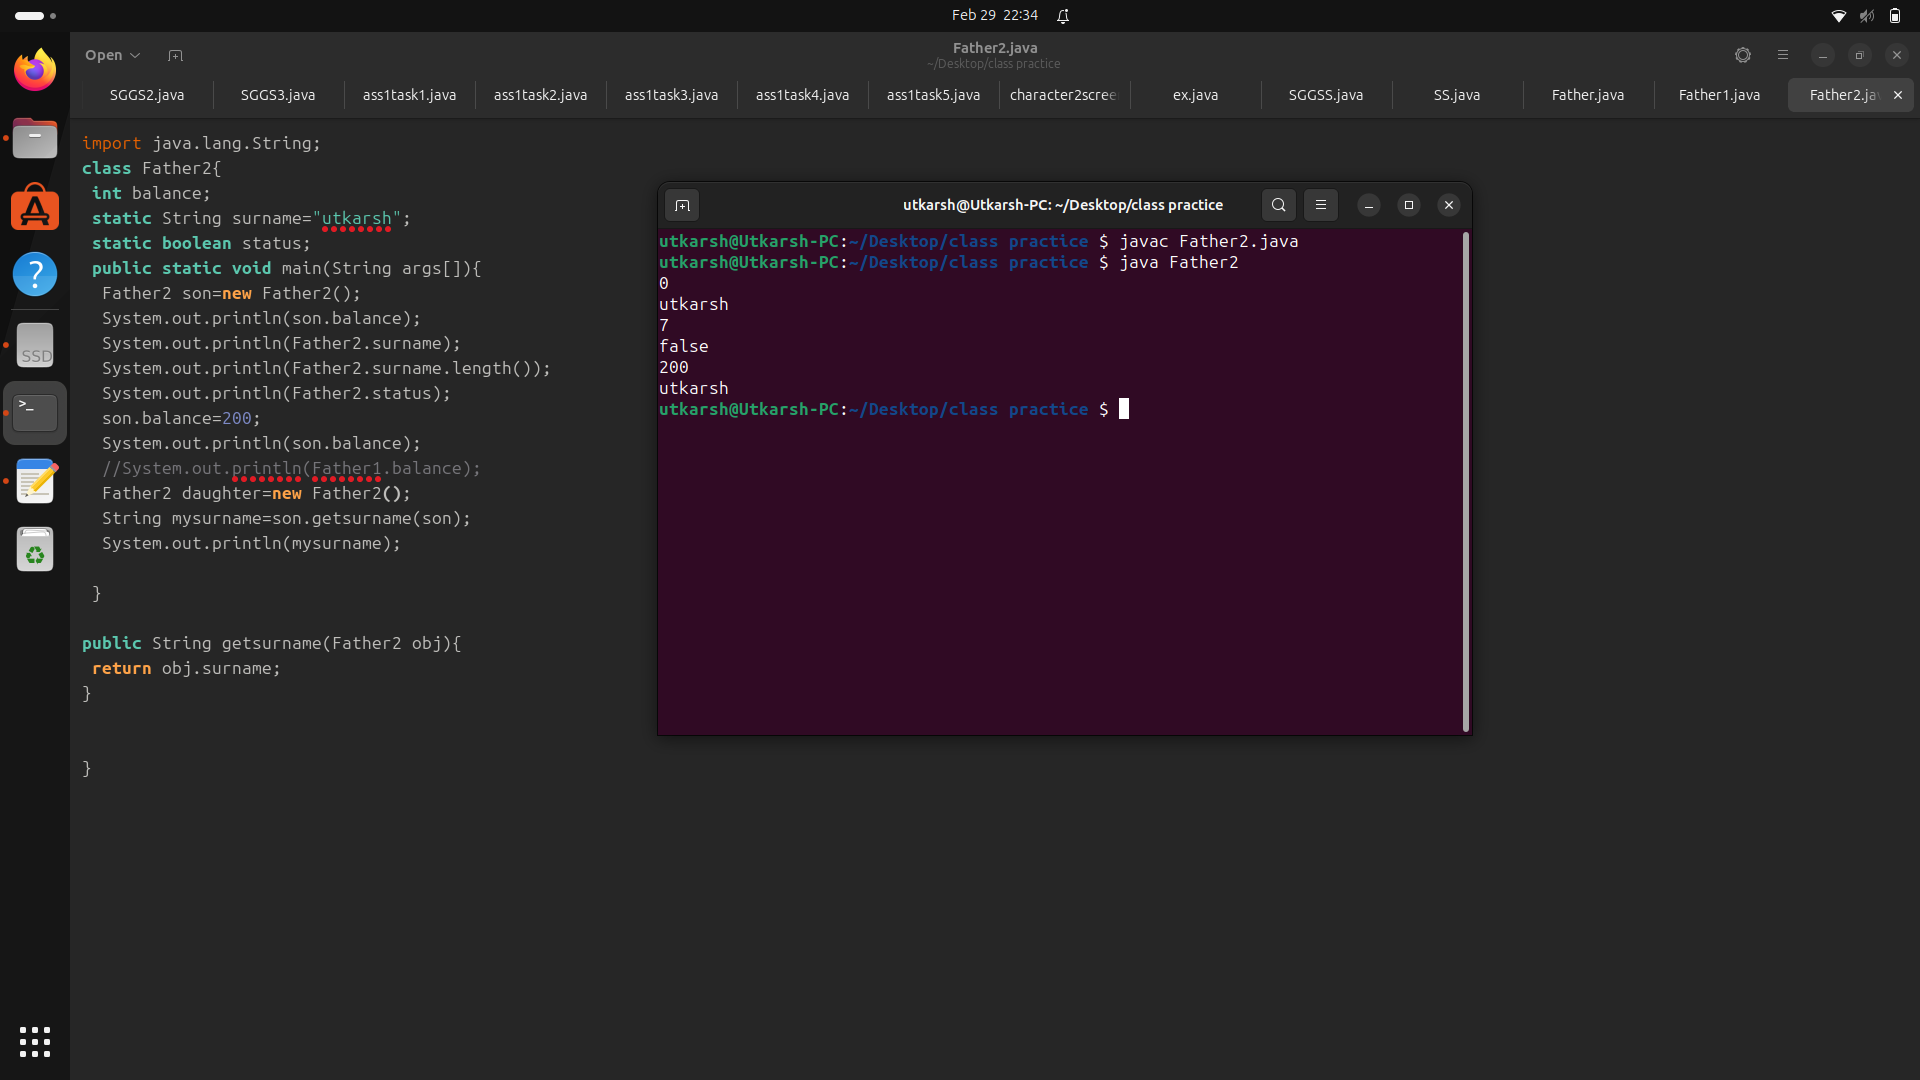 Feb 29 22:34
Open
Father2.java
~/Desktop/class practice
SGGS2.java SGGS3.java ass1task1.java ass1task2.java ass1task3.java ass1task4.java ass1task5.java character2scree ex.java SGGSS.java SS.java Father.java Father1.java Father2.jav
import java.lang.String;
class Father2{
int balance;
static String surname="utkarsh";
static boolean status;
public static void main(String args[]){
Father2 son=new Father2();
System.out.println(son.balance);
System.out.println(Father2.surname);
System.out.println(Father2.surname.length());
System.out.println(Father2.status);
son.balance=200;
System.out.println(son.balance);
//System.out.println(Father1.balance);
Father2 daughter=new Father2();
String mysurname=son.getsurname(son);
System.out.println(mysurname);
}
public String getsurname(Father2 obj){
return obj.surname;
}
}
utkarsh@Utkarsh-PC: ~/Desktop/class practice
utkarsh@Utkarsh-PC:~/Desktop/class practice $ javac Father2.java
utkarsh@Utkarsh-PC:~/Desktop/class practice $ java Father2
0
utkarsh
7
false
200
utkarsh
utkarsh@Utkarsh-PC:~/Desktop/class practice $
SSD